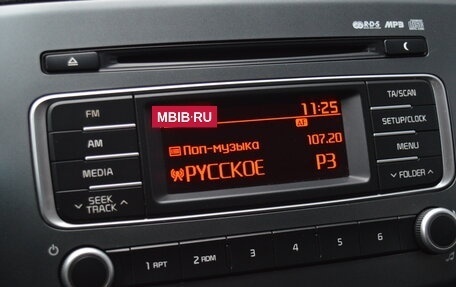 R·D·S MP3
TA/SCAN
FM
MBIB·RU
11:25
AF
SETUP/CLOCK
AM
Поп-музыка 107.20
MENU
MEDIA
РУССКОЕ P3
FOLDER
SEEK
TRACK
1 RPT 2 RDM 3 4 5 6